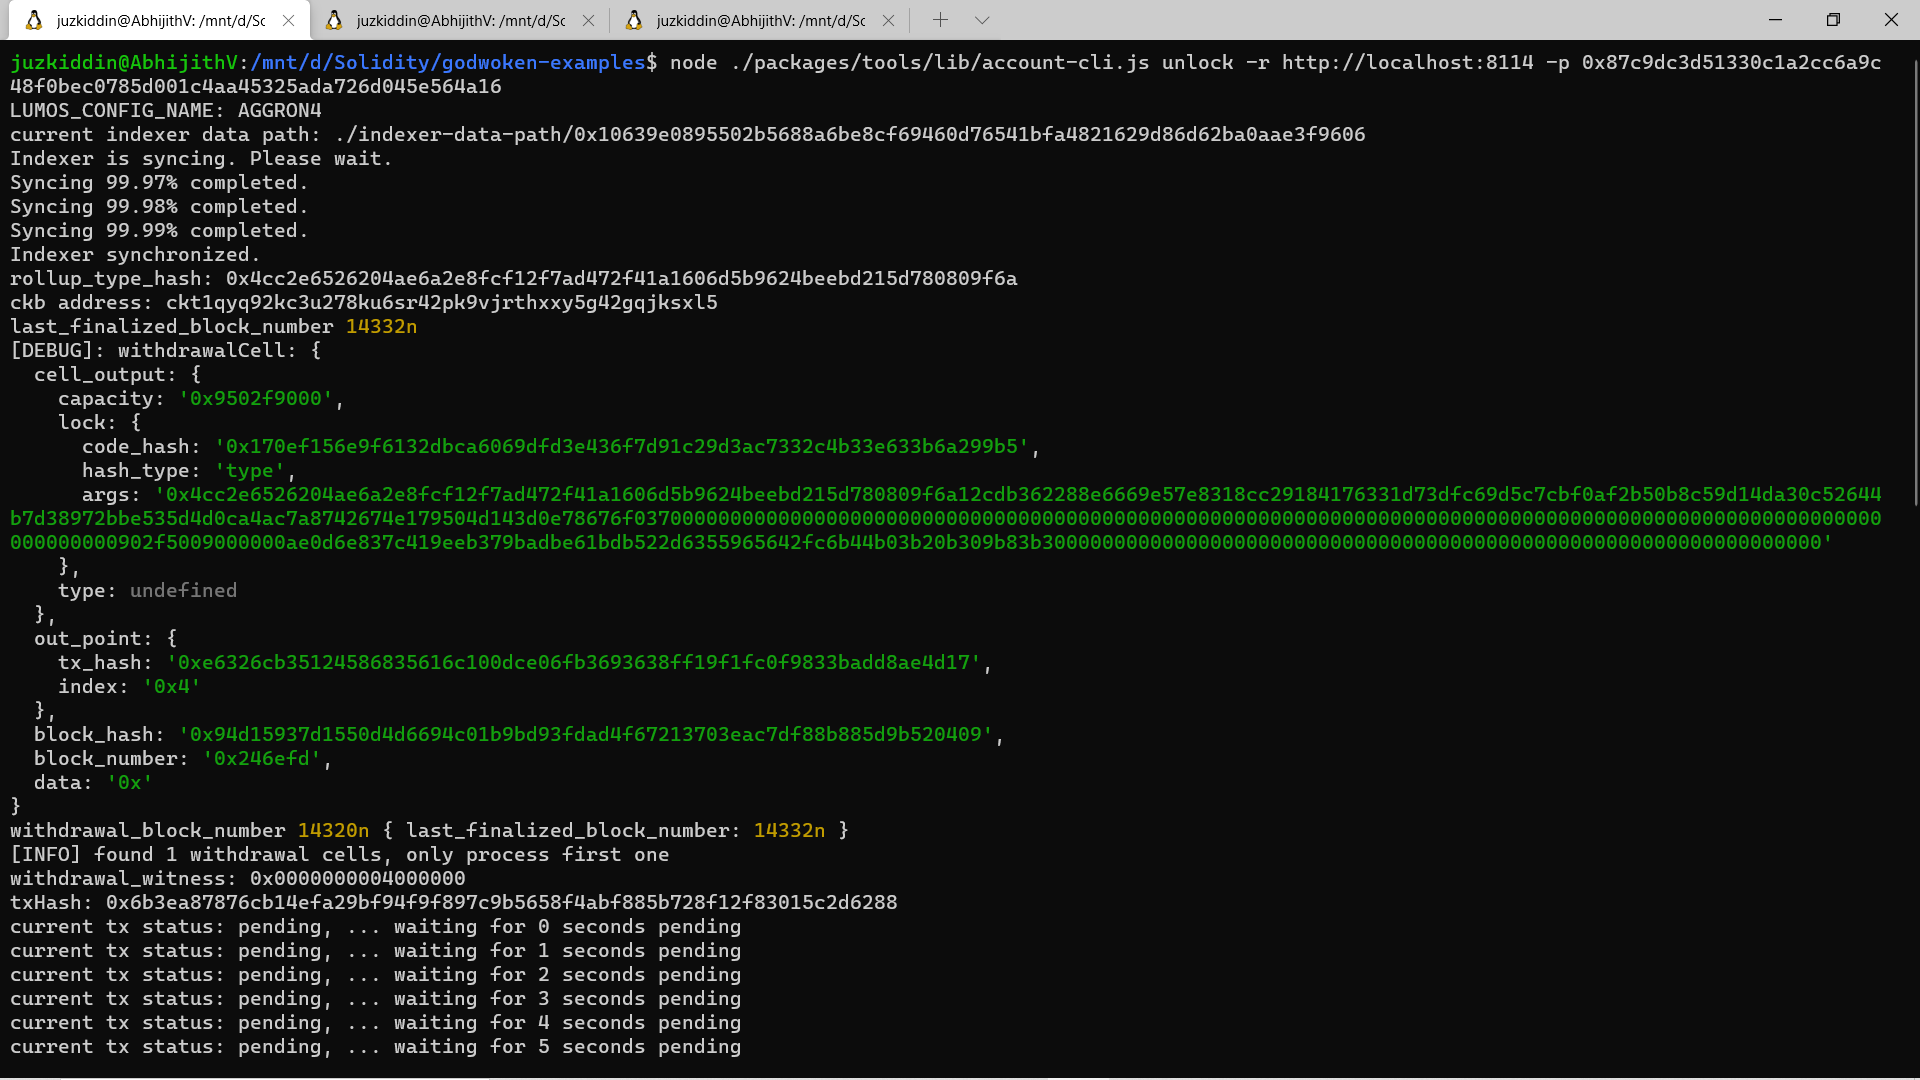 juzkiddin@AbhijithV: /mnt/d/Sc
juzkiddin@AbhijithV: /mnt/d/Sc
juzkiddin@AbhijithV: /mnt/d/Sc
juzkiddin@AbhijithV:/mnt/d/Solidity/godwoken-examples$ node ./packages/tools/lib/account-cli.js unlock -r http://localhost:8114 -p 0x87c9dc3d51330c1a2cc6a9c
48f0bec0785d001c4aa45325ada726d045e564a16
LUMOS_CONFIG_NAME: AGGRON4
current indexer data path: ./indexer-data-path/0x10639e0895502b5688a6be8cf69460d76541bfa4821629d86d62ba0aae3f9606
Indexer is syncing. Please wait.
Syncing 99.97% completed.
Syncing 99.98% completed.
Syncing 99.99% completed.
Indexer synchronized.
rollup_type_hash: 0x4cc2e6526204ae6a2e8fcf12f7ad472f41a1606d5b9624beebd215d780809f6a
ckb address: ckt1qyq92kc3u278ku6sr42pk9vjrthxxy5g42gqjksxl5
last_finalized_block_number 14332n
[DEBUG]: withdrawalCell: {
cell_output: {
capacity: '0x9502f9000',
lock: {
code_hash: '0x170ef156e9f6132dbca6069dfd3e436f7d91c29d3ac7332c4b33e633b6a299b5',
hash_type: 'type',
args: '0x4cc2e6526204ae6a2e8fcf12f7ad472f41a1606d5b9624beebd215d780809f6a12cdb362288e6669e57e8318cc29184176331d73dfc69d5c7cbf0af2b50b8c59d14da30c52644
},
type: undefined
},
out_point: {
tx_hash: '0xe6326cb35124586835616c100dce06fb3693638ff19f1fc0f9833badd8ae4d17',
index: '0x4'
},
block_hash: '0x94d15937d1550d4d6694c01b9bd93fdad4f67213703eac7df88b885d9b520409',
block_number: '0x246efd',
data: '0x'
}
withdrawal_block_number 14320n { last_finalized_block_number: 14332n }
[INFO] found 1 withdrawal cells, only process first one
withdrawal_witness: 0x0000000004000000
txHash: 0x6b3ea87876cb14efa29bf94f9f897c9b5658f4abf885b728f12f83015c2d6288
current tx status: pending, ... waiting for 0 seconds pending
current tx status: pending, ... waiting for 1 seconds pending
current tx status: pending, ... waiting for 2 seconds pending
current tx status: pending, ... waiting for 3 seconds pending
current tx status: pending, ... waiting for 4 seconds pending
current tx status: pending, ... waiting for 5 seconds pending